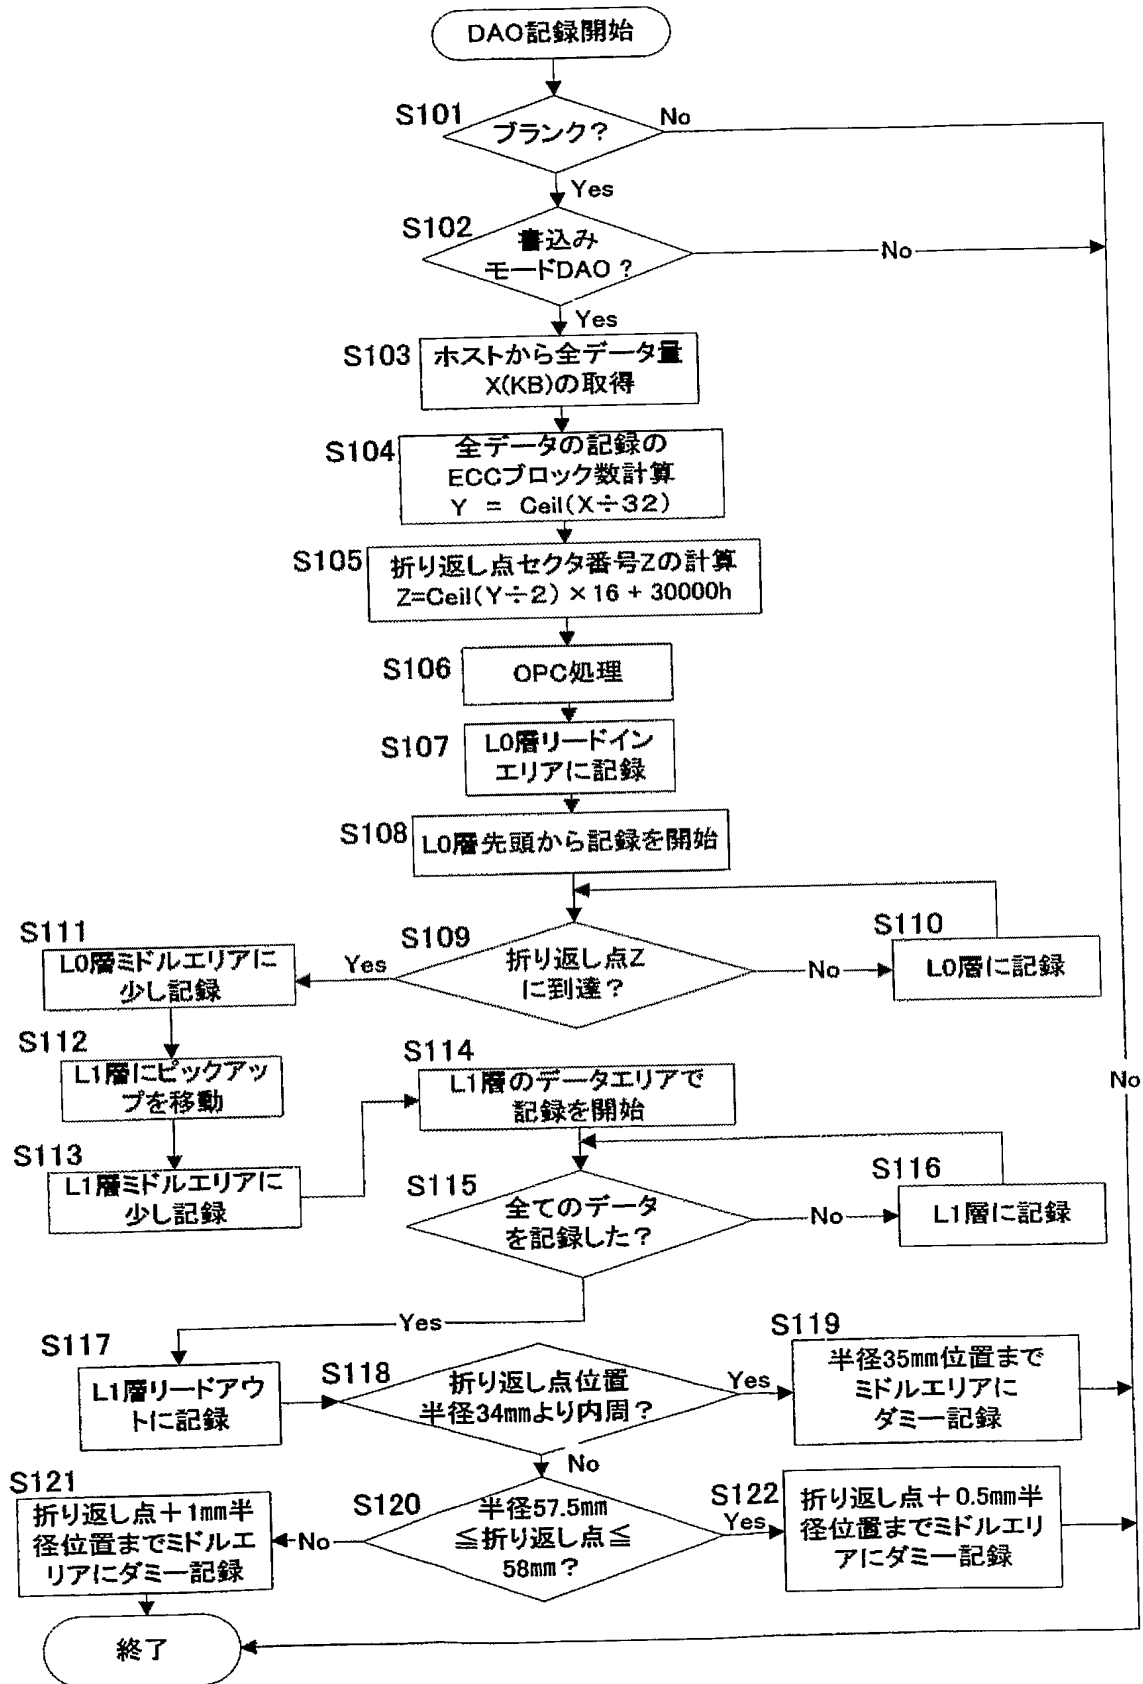 DAO記録開始
S101
ブランク？
No
Yes
S102
書込み
モードDAO？
No
Yes
S103
ホストから全データ量
X(KB)の取得
S104
全データの記録の
ECCブロック数計算
Y = Ceil(X÷32)
S105
折り返し点セクタ番号Zの計算
Z=Ceil(Y÷2)×16＋30000h
S106
OPC処理
S107
L0層リードイン
エリアに記録
S108
L0層先頭から記録を開始
S109
折り返し点Z
に到達？
Yes
No
S110
L0層に記録
S111
L0層ミドルエリアに
少し記録
S112
L1層にピックアッ
プを移動
S113
L1層ミドルエリアに
少し記録
S114
L1層のデータエリアで
記録を開始
No
S115
全てのデータ
を記録した？
No
S116
L1層に記録
Yes
S117
L1層リードアウ
トに記録
S118
折り返し点位置
半径34mmより内周？
Yes
S119
半径35mm位置まで
ミドルエリアに
ダミー記録
No
S120
半径57.5mm
≦折り返し点≦
58mm？
No
Yes
S121
折り返し点＋1mm半
径位置までミドルエ
リアにダミー記録
S122
折り返し点＋0.5mm半
径位置までミドルエリ
アにダミー記録
終了